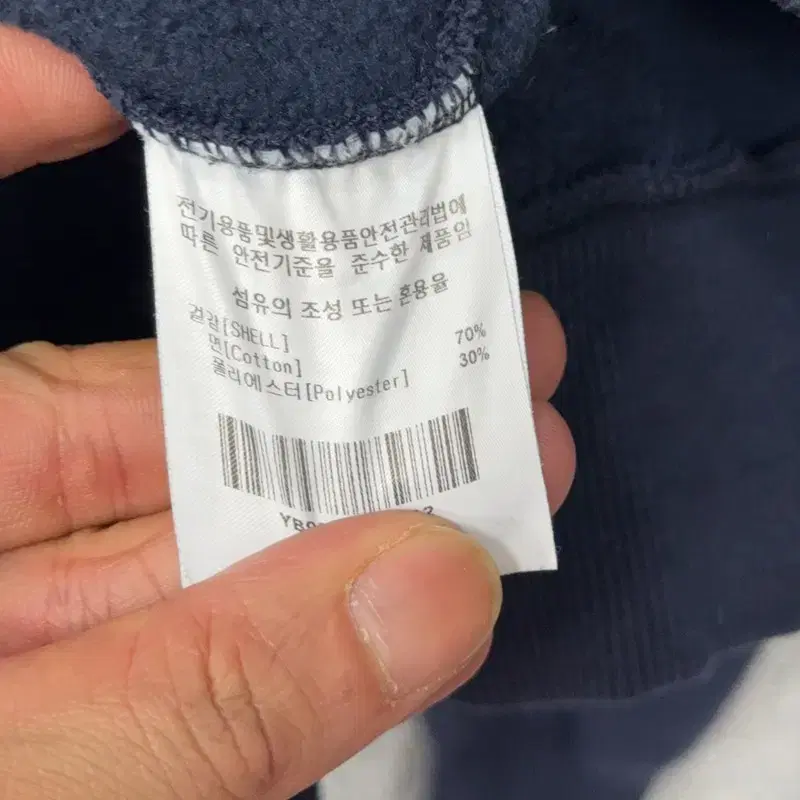 전기용품및생활용품안전관리법에
따른 안전기준을 준수한 제품임
섬유의 조성 또는 혼용율
겉감[SHELL]
면[Cotton] 70%
폴리에스터[Polyester] 30%